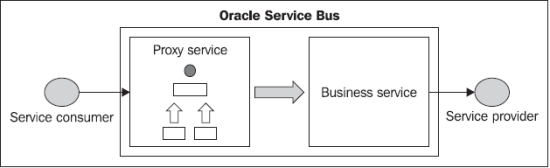 Oracle Service Bus
Proxy service
Business service
Service consumer
Service provider